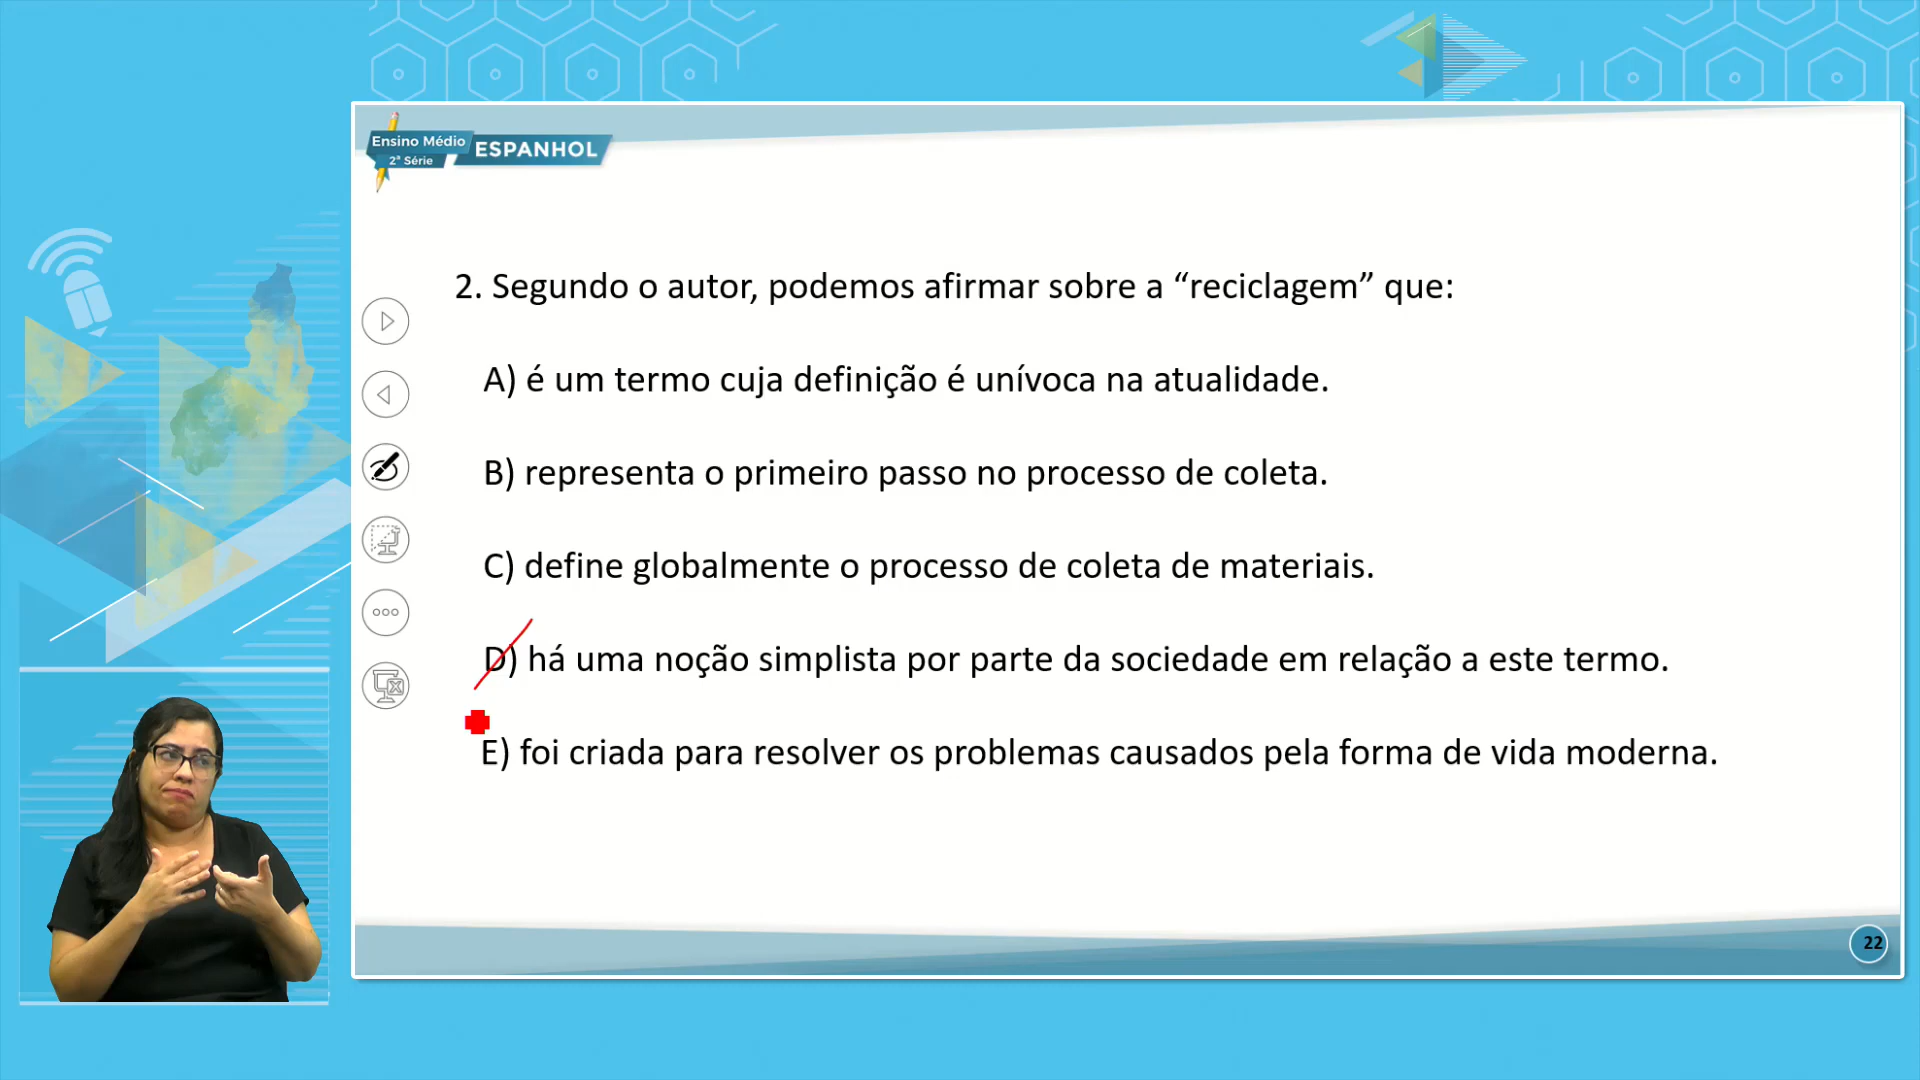 Ensino Médio
2ª Série
ESPANHOL
2. Segundo o autor, podemos afirmar sobre a “reciclagem” que:
A) é um termo cuja definição é unívoca na atualidade.
B) representa o primeiro passo no processo de coleta.
C) define globalmente o processo de coleta de materiais.
D) há uma noção simplista por parte da sociedade em relação a este termo.
E) foi criada para resolver os problemas causados pela forma de vida moderna.
22